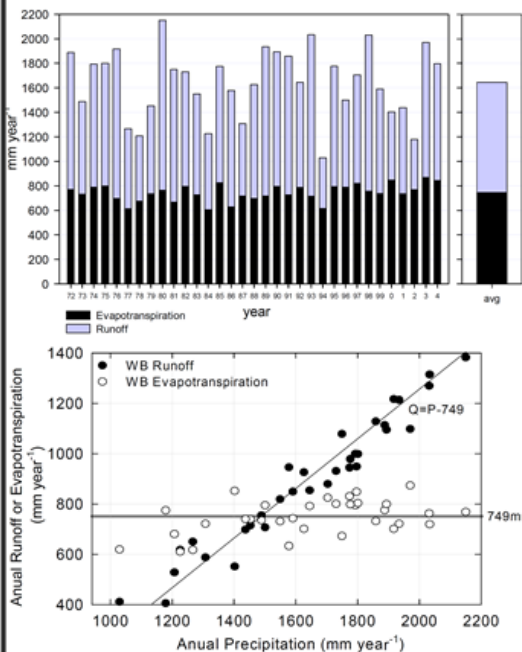 2200
2000
1800
1600
1400
1200
1000
800
600
400
200
0
mm year-1
72 73 74 75 76 77 78 79 80 81 82 83 84 85 86 87 88 89 90 91 92 93 94 95 96 97 98 99 0 1 2 3 4
avg
year
Evapotranspiration
Runoff
1400
1200
1000
800
600
400
Anual Runoff or Evapotranspiration
(mm year-1)
WB Runoff
WB Evapotranspiration
Q=P-749
749m
1000 1200 1400 1600 1800 2000 2200
Anual Precipitation (mm year-1)